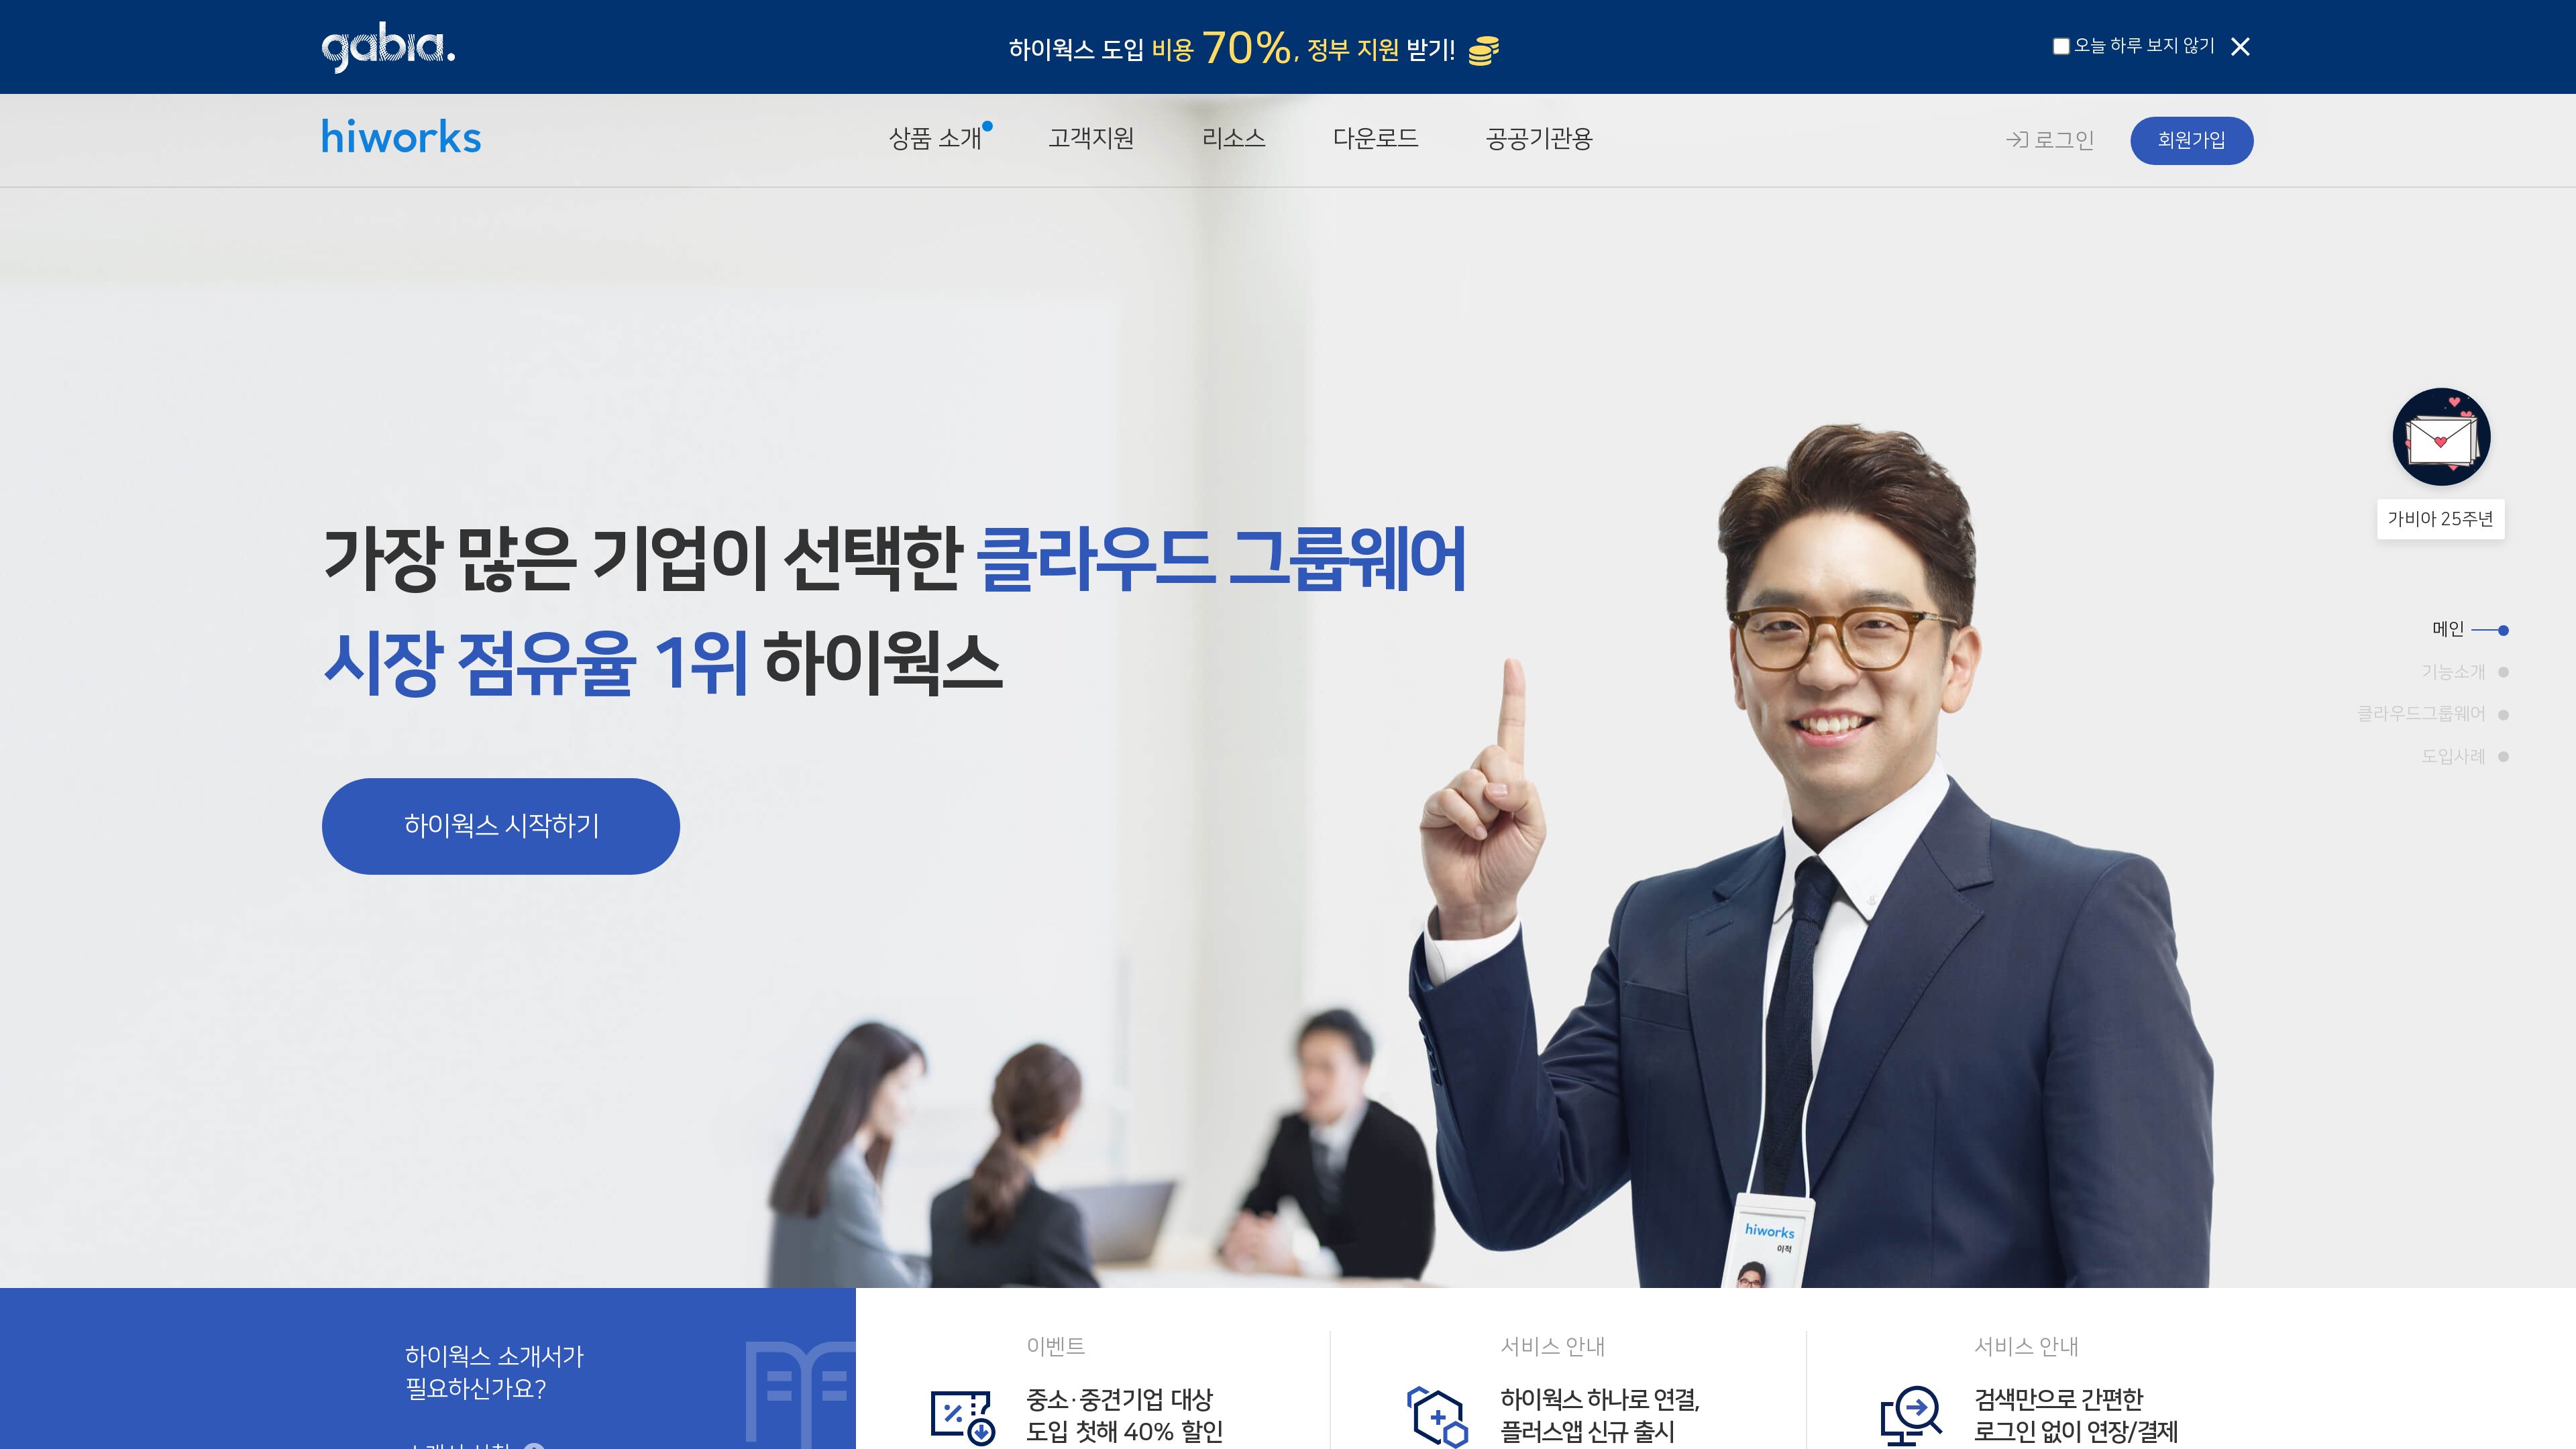 gabia.
하이웍스 도입 비용 70%, 정부 지원 받기!
오늘 하루 보지 않기
hiworks
상품 소개
고객지원
리소스
다운로드
공공기관용
로그인
회원가입
가장 많은 기업이 선택한 클라우드 그룹웨어
시장 점유율 1위 하이웍스
하이웍스 시작하기
가비아 25주년
메인
기능소개
클라우드그룹웨어
도입사례
hiworks
이적
하이웍스 소개서가
필요하신가요?
이벤트
중소·중견기업 대상
도입 첫해 40% 할인
서비스 안내
하이웍스 하나로 연결,
플러스앱 신규 출시
서비스 안내
검색만으로 간편한
로그인 없이 연장/결제